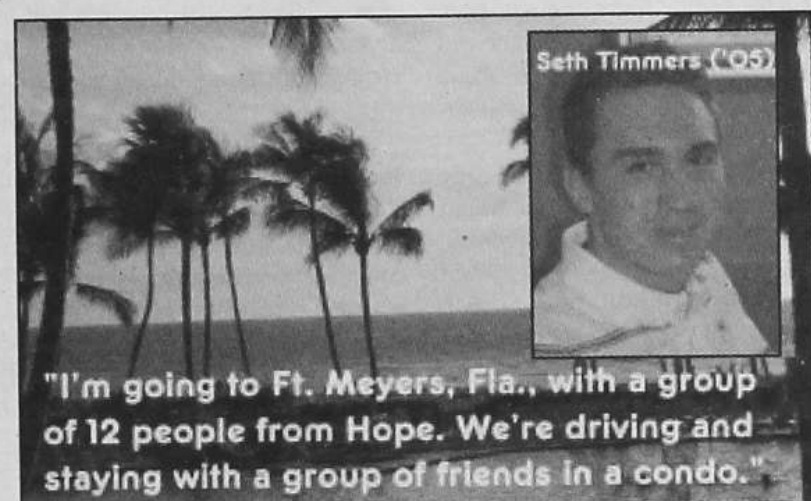 Seth Timmers ('05)
"I'm going to Ft. Meyers, Fla., with a group
of 12 people from Hope. We're driving and
staying with a group of friends in a condo."